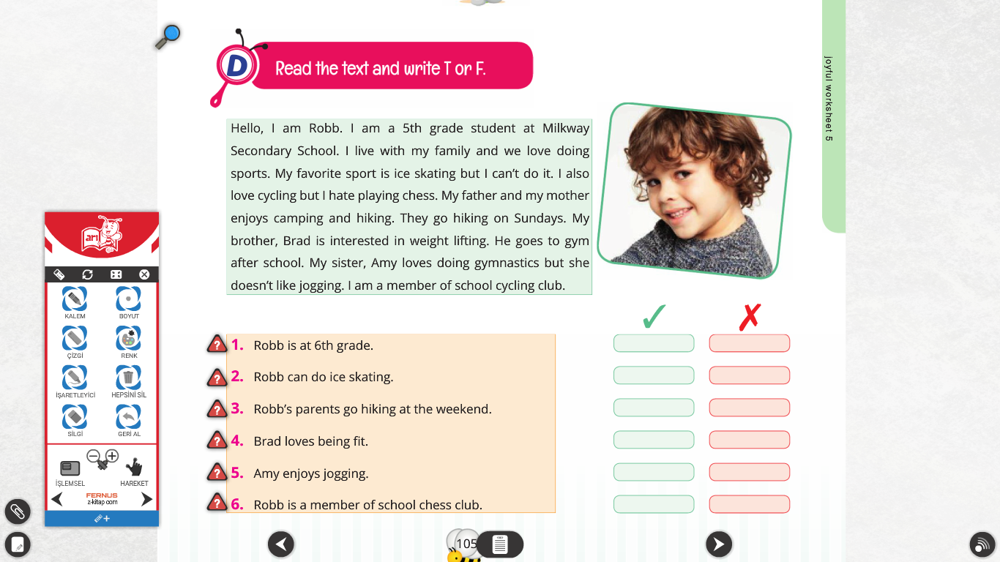 D
Read the text and write T or F.
joyful worksheet 5
Hello, I am Robb. I am a 5th grade student at Milkway
Secondary School. I live with my family and we love doing
sports. My favorite sport is ice skating but I can't do it. I also
love cycling but I hate playing chess. My father and my mother
enjoys camping and hiking. They go hiking on Sundays. My
brother, Brad is interested in weight lifting. He goes to gym
after school. My sister, Amy loves doing gymnastics but she
doesn't like jogging. I am a member of school cycling club.
✓ ✗
? 1. Robb is at 6th grade.
? 2. Robb can do ice skating.
? 3. Robb's parents go hiking at the weekend.
? 4. Brad loves being fit.
? 5. Amy enjoys jogging.
? 6. Robb is a member of school chess club.
105
arı
KALEM BOYUT
ÇİZGİ RENK
İŞARETLEYİCİ HEPSİNİ SİL
SİLGİ GERİ AL
İŞLEMSEL HAREKET
FERNUS
z-kitap com